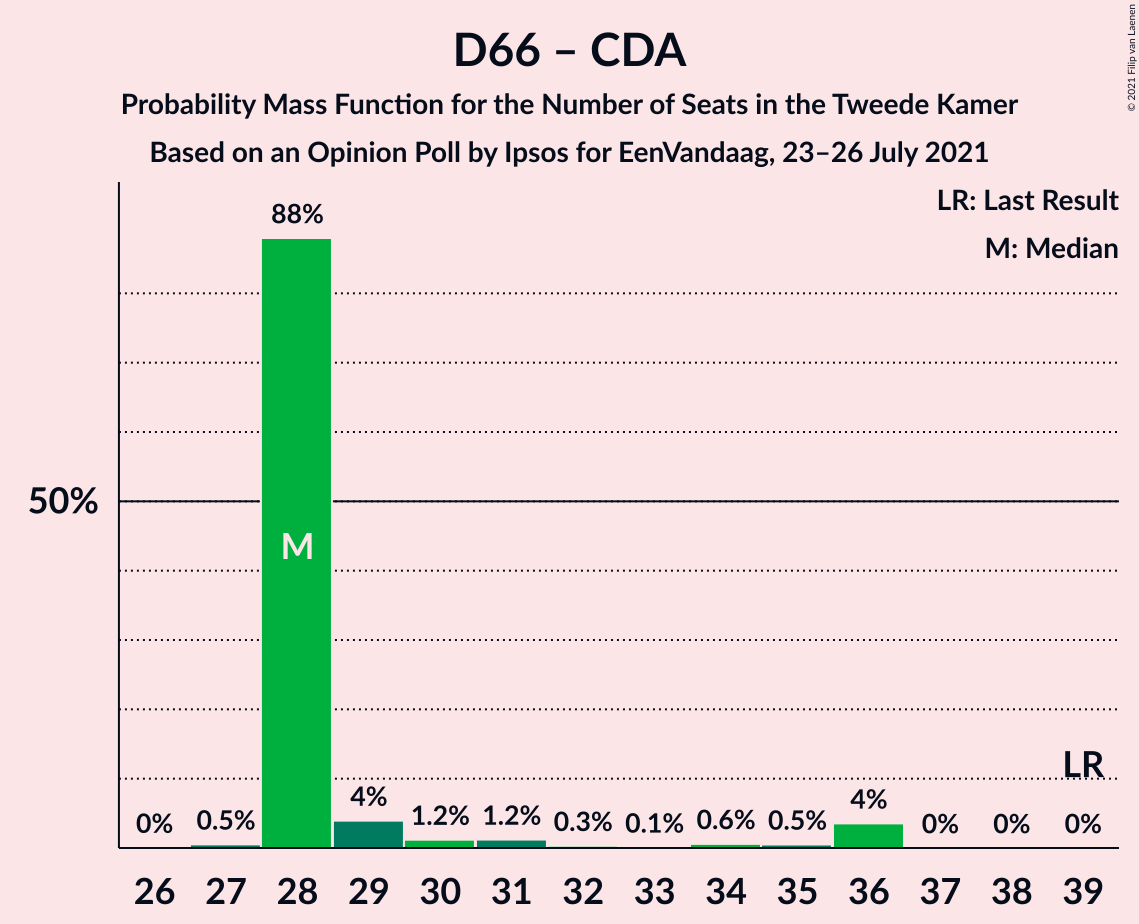 D66 – CDA
Probability Mass Function for the Number of Seats in the Tweede Kamer
Based on an Opinion Poll by Ipsos for EenVandaag, 23–26 July 2021
© 2021 Filip van Laenen
LR: Last Result
M: Median
88%
50%
M
LR
0% 0.5% 4% 1.2% 1.2% 0.3% 0.1% 0.6% 0.5% 4% 0% 0% 0%
26 27 28 29 30 31 32 33 34 35 36 37 38 39